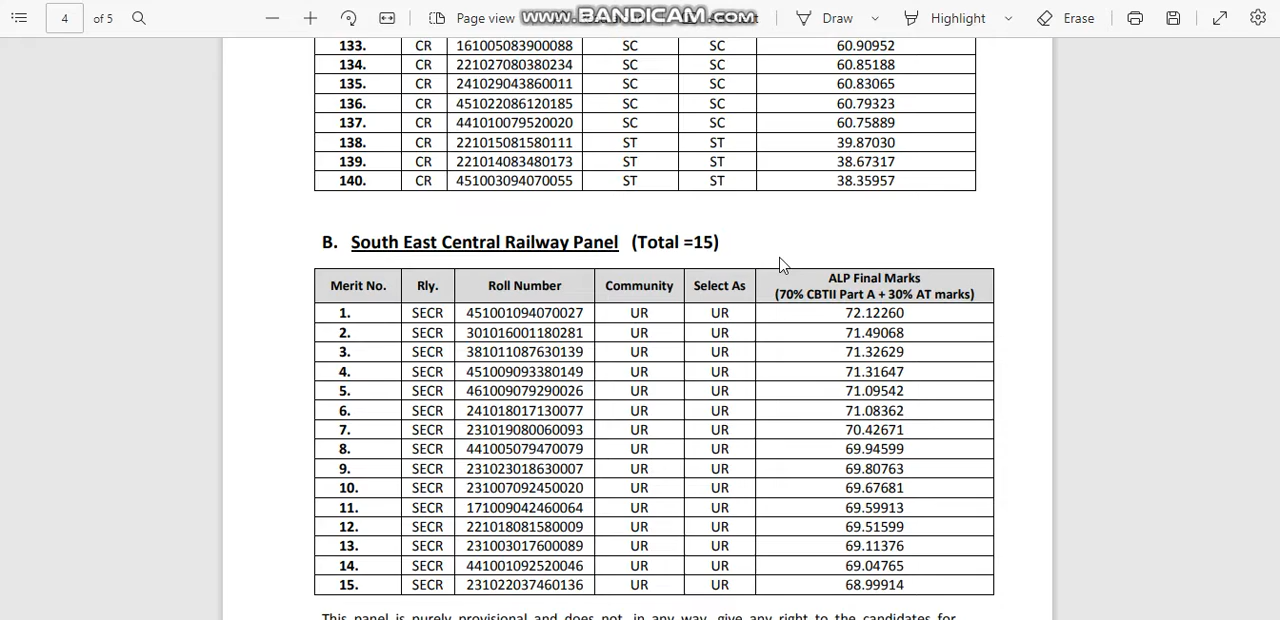 4 of 5 Page view www.BANDICAM.com Draw Highlight Erase
133. CR 161005083900088 SC SC 60.90952
134. CR 221027080380234 SC SC 60.85188
135. CR 241029043860011 SC SC 60.83065
136. CR 451022086120185 SC SC 60.79323
137. CR 441010079520020 SC SC 60.75889
138. CR 221015081580111 ST ST 39.87030
139. CR 221014083480173 ST ST 38.67317
140. CR 451003094070055 ST ST 38.35957
B. South East Central Railway Panel (Total =15)
Merit No. Rly. Roll Number Community Select As ALP Final Marks
(70% CBTII Part A + 30% AT marks)
1. SECR 451001094070027 UR UR 72.12260
2. SECR 301016001180281 UR UR 71.49068
3. SECR 381011087630139 UR UR 71.32629
4. SECR 451009093380149 UR UR 71.31647
5. SECR 461009079290026 UR UR 71.09542
6. SECR 241018017130077 UR UR 71.08362
7. SECR 231019080060093 UR UR 70.42671
8. SECR 441005079470079 UR UR 69.94599
9. SECR 231023018630007 UR UR 69.80763
10. SECR 231007092450020 UR UR 69.67681
11. SECR 171009042460064 UR UR 69.59913
12. SECR 221018081580009 UR UR 69.51599
13. SECR 231003017600089 UR UR 69.11376
14. SECR 441001092520046 UR UR 69.04765
15. SECR 231022037460136 UR UR 68.99914
This panel is purely provisional and does not, in any way, give any right to the candidates for